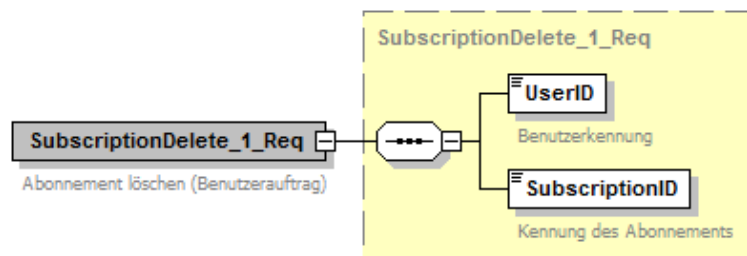 SubscriptionDelete_1_Req
UserID
Benutzerkennung
SubscriptionDelete_1_Req
Abonnement löschen (Benutzerauftrag)
SubscriptionID
Kennung des Abonnements